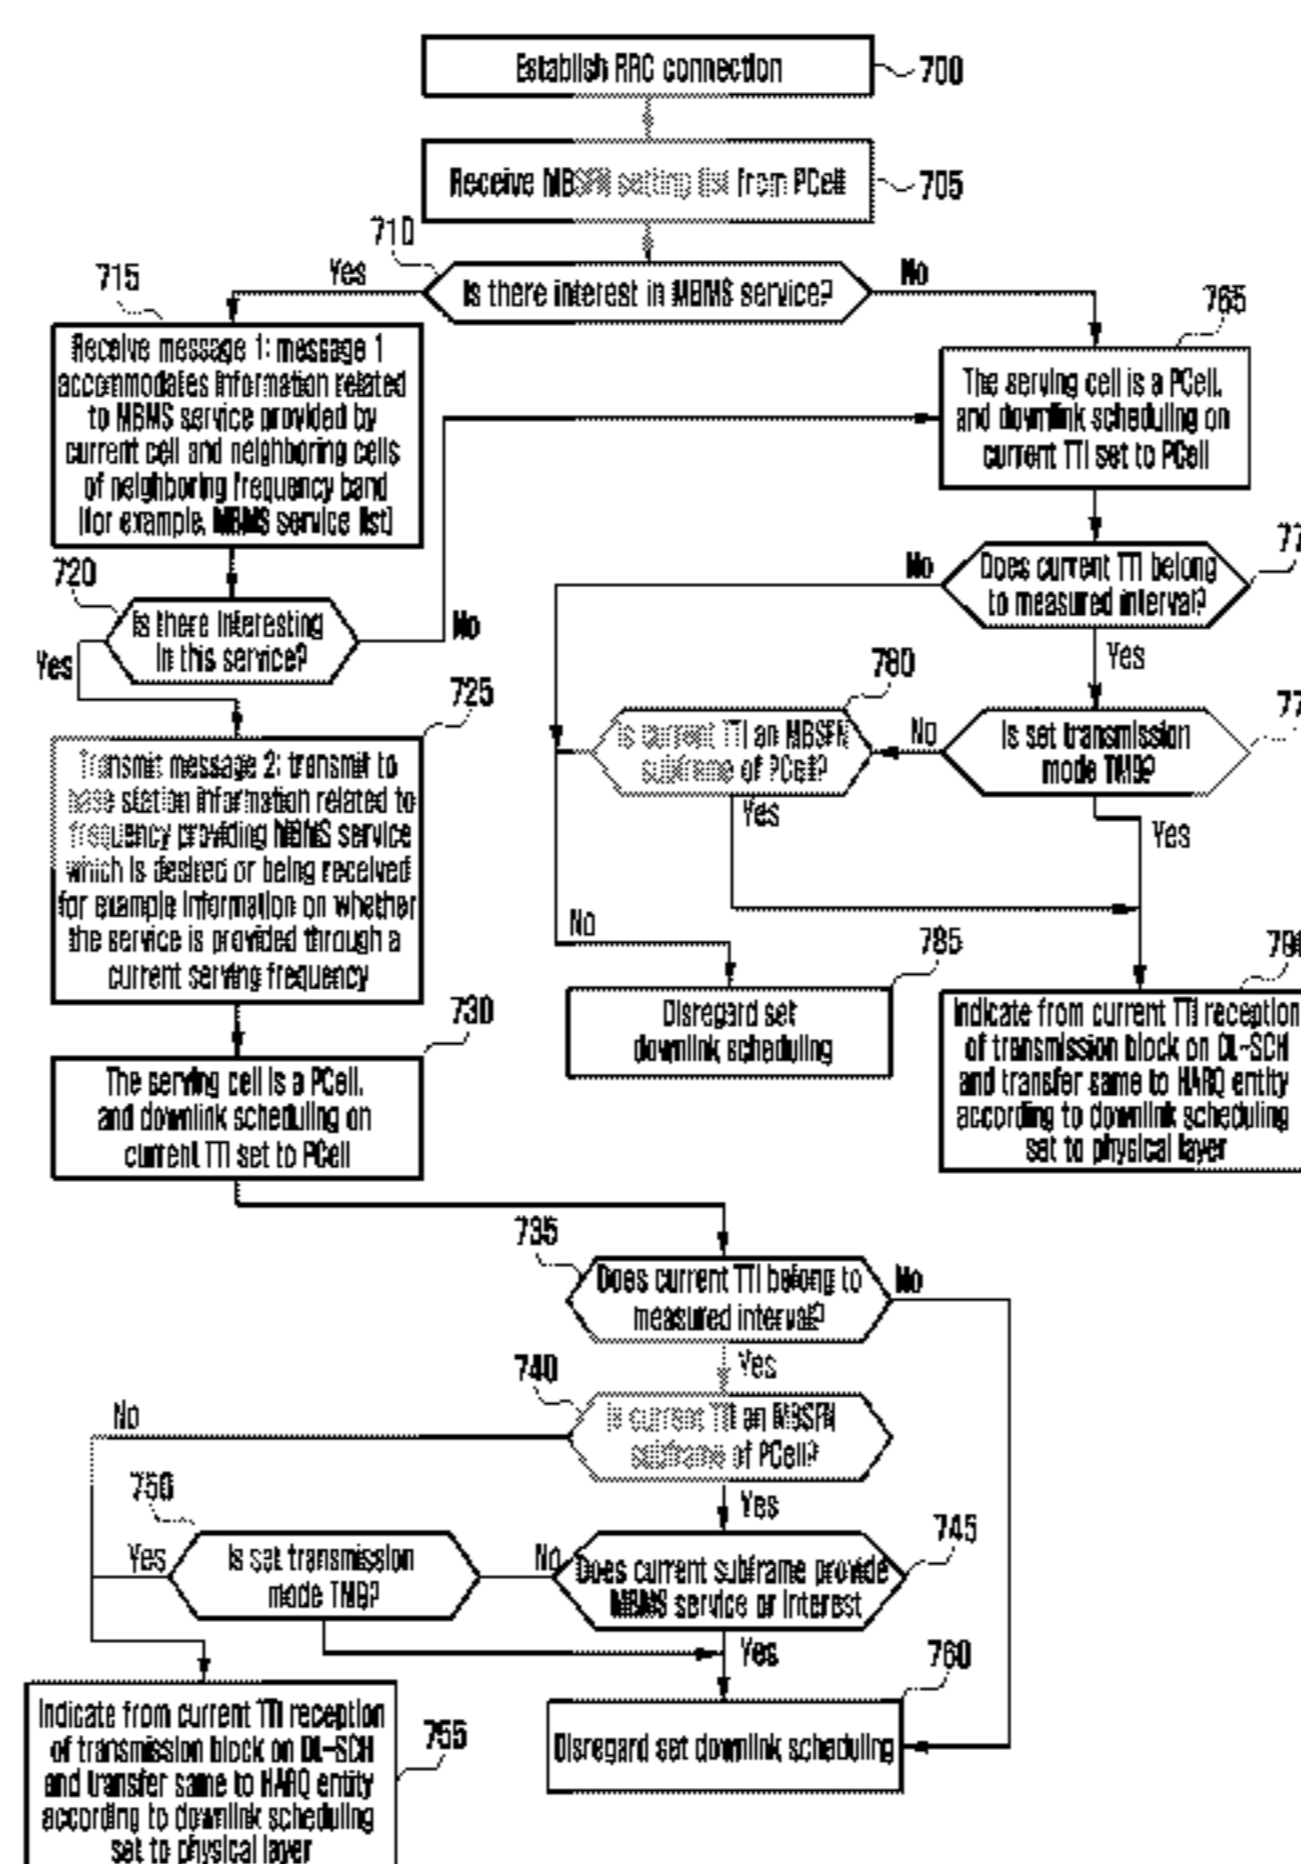 Establish RRC connection
700
Receive MBSFN setting list from PCell
705
710
Is there interest in MBMS service?
Yes
No
715
Receive message 1: message 1
accommodates information related
to MBMS service provided by
current cell and neighboring cells
of neighboring frequency band
(for example, MBMS service list)
765
The serving cell is a PCell,
and downlink scheduling on
current TTI set to PCell
720
Is there interesting
in this service?
Yes
No
77
Does current TTI belong
to measured interval?
No
Yes
77
Is set transmission
mode TM9?
No
Yes
780
Is current TTI an MBSFN
subframe of PCell?
Yes
No
725
Transmit message 2: transmit to
base station information related to
frequency providing MBMS service
which is desired or being received
for example information on whether
the service is provided through a
current serving frequency
785
Disregard set
downlink scheduling
79
Indicate from current TTI reception
of transmission block on DL-SCH
and transfer same to HARQ entity
according to downlink scheduling
set to physical layer
730
The serving cell is a PCell,
and downlink scheduling on
current TTI set to PCell
735
Does current TTI belong to
measured interval?
No
Yes
740
Is current TTI an MBSFN
subframe of PCell?
No
Yes
745
Does current subframe provide
MBMS service or interest
No
Yes
750
Is set transmission
mode TM9?
Yes
760
Disregard set downlink scheduling
755
Indicate from current TTI reception
of transmission block on DL-SCH
and transfer same to HARQ entity
according to downlink scheduling
set to physical layer